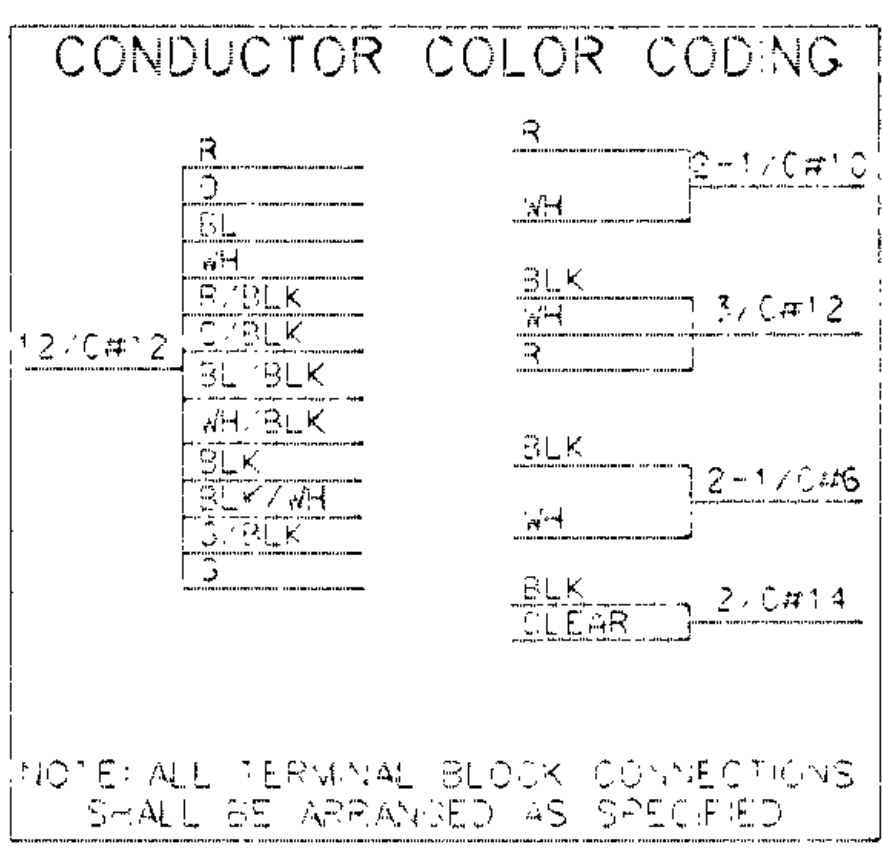 CONDUCTOR COLOR CODING
12/C#12
R
O
BL
WH
R/BLK
O/BLK
BL/BLK
WH/BLK
BLK
BLK/WH
G/BLK
G
R
WH
2-1/C#10
BLK
WH
R
3/C#12
BLK
WH
2-1/C#6
BLK
CLEAR
2/C#14
NOTE: ALL TERMINAL BLOCK CONNECTIONS
SHALL BE ARRANGED AS SPECIFIED